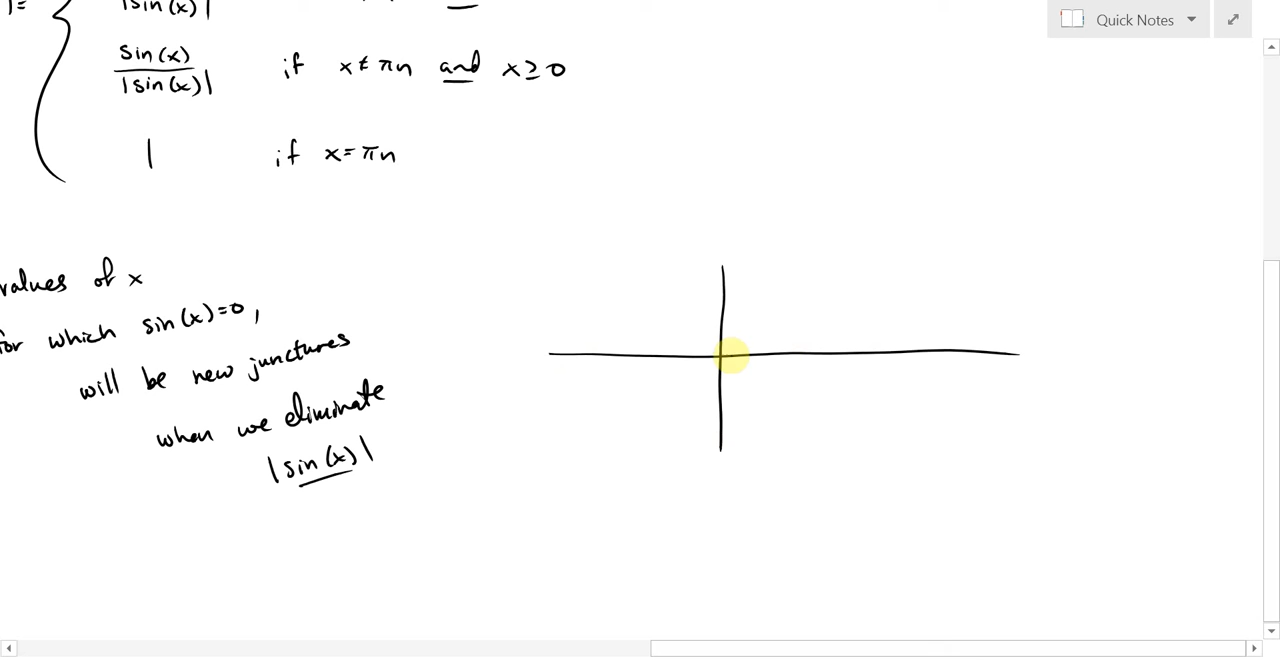 |sin(x)|
Quick Notes
sin(x)
|sin(x)|
if x≠πn and x≥0
1 if x=πn
values of x
for which sin(x)=0,
will be new junctures
when we eliminate
|sin(x)|